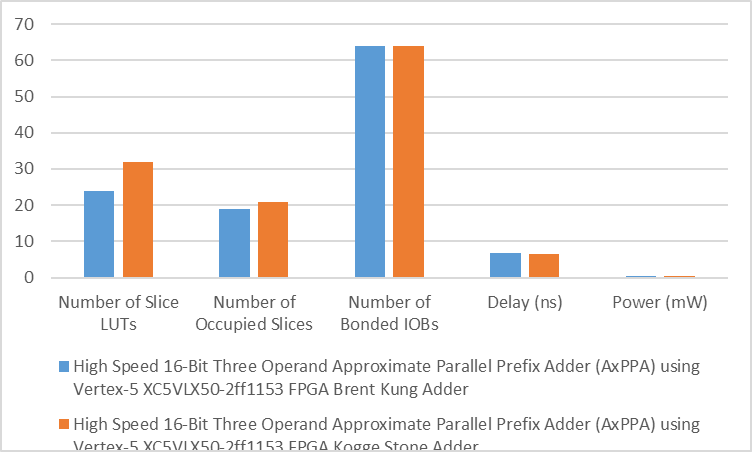 70
60
50
40
30
20
10
0
Number of Slice LUTs
Number of Occupied Slices
Number of Bonded IOBs
Delay (ns)
Power (mW)
High Speed 16-Bit Three Operand Approximate Parallel Prefix Adder (AxPPA) using
Vertex-5 XC5VLX50-2ff1153 FPGA Brent Kung Adder
High Speed 16-Bit Three Operand Approximate Parallel Prefix Adder (AxPPA) using
Vertex-5 XC5VLX50-2ff1153 FPGA Kogge Stone Adder